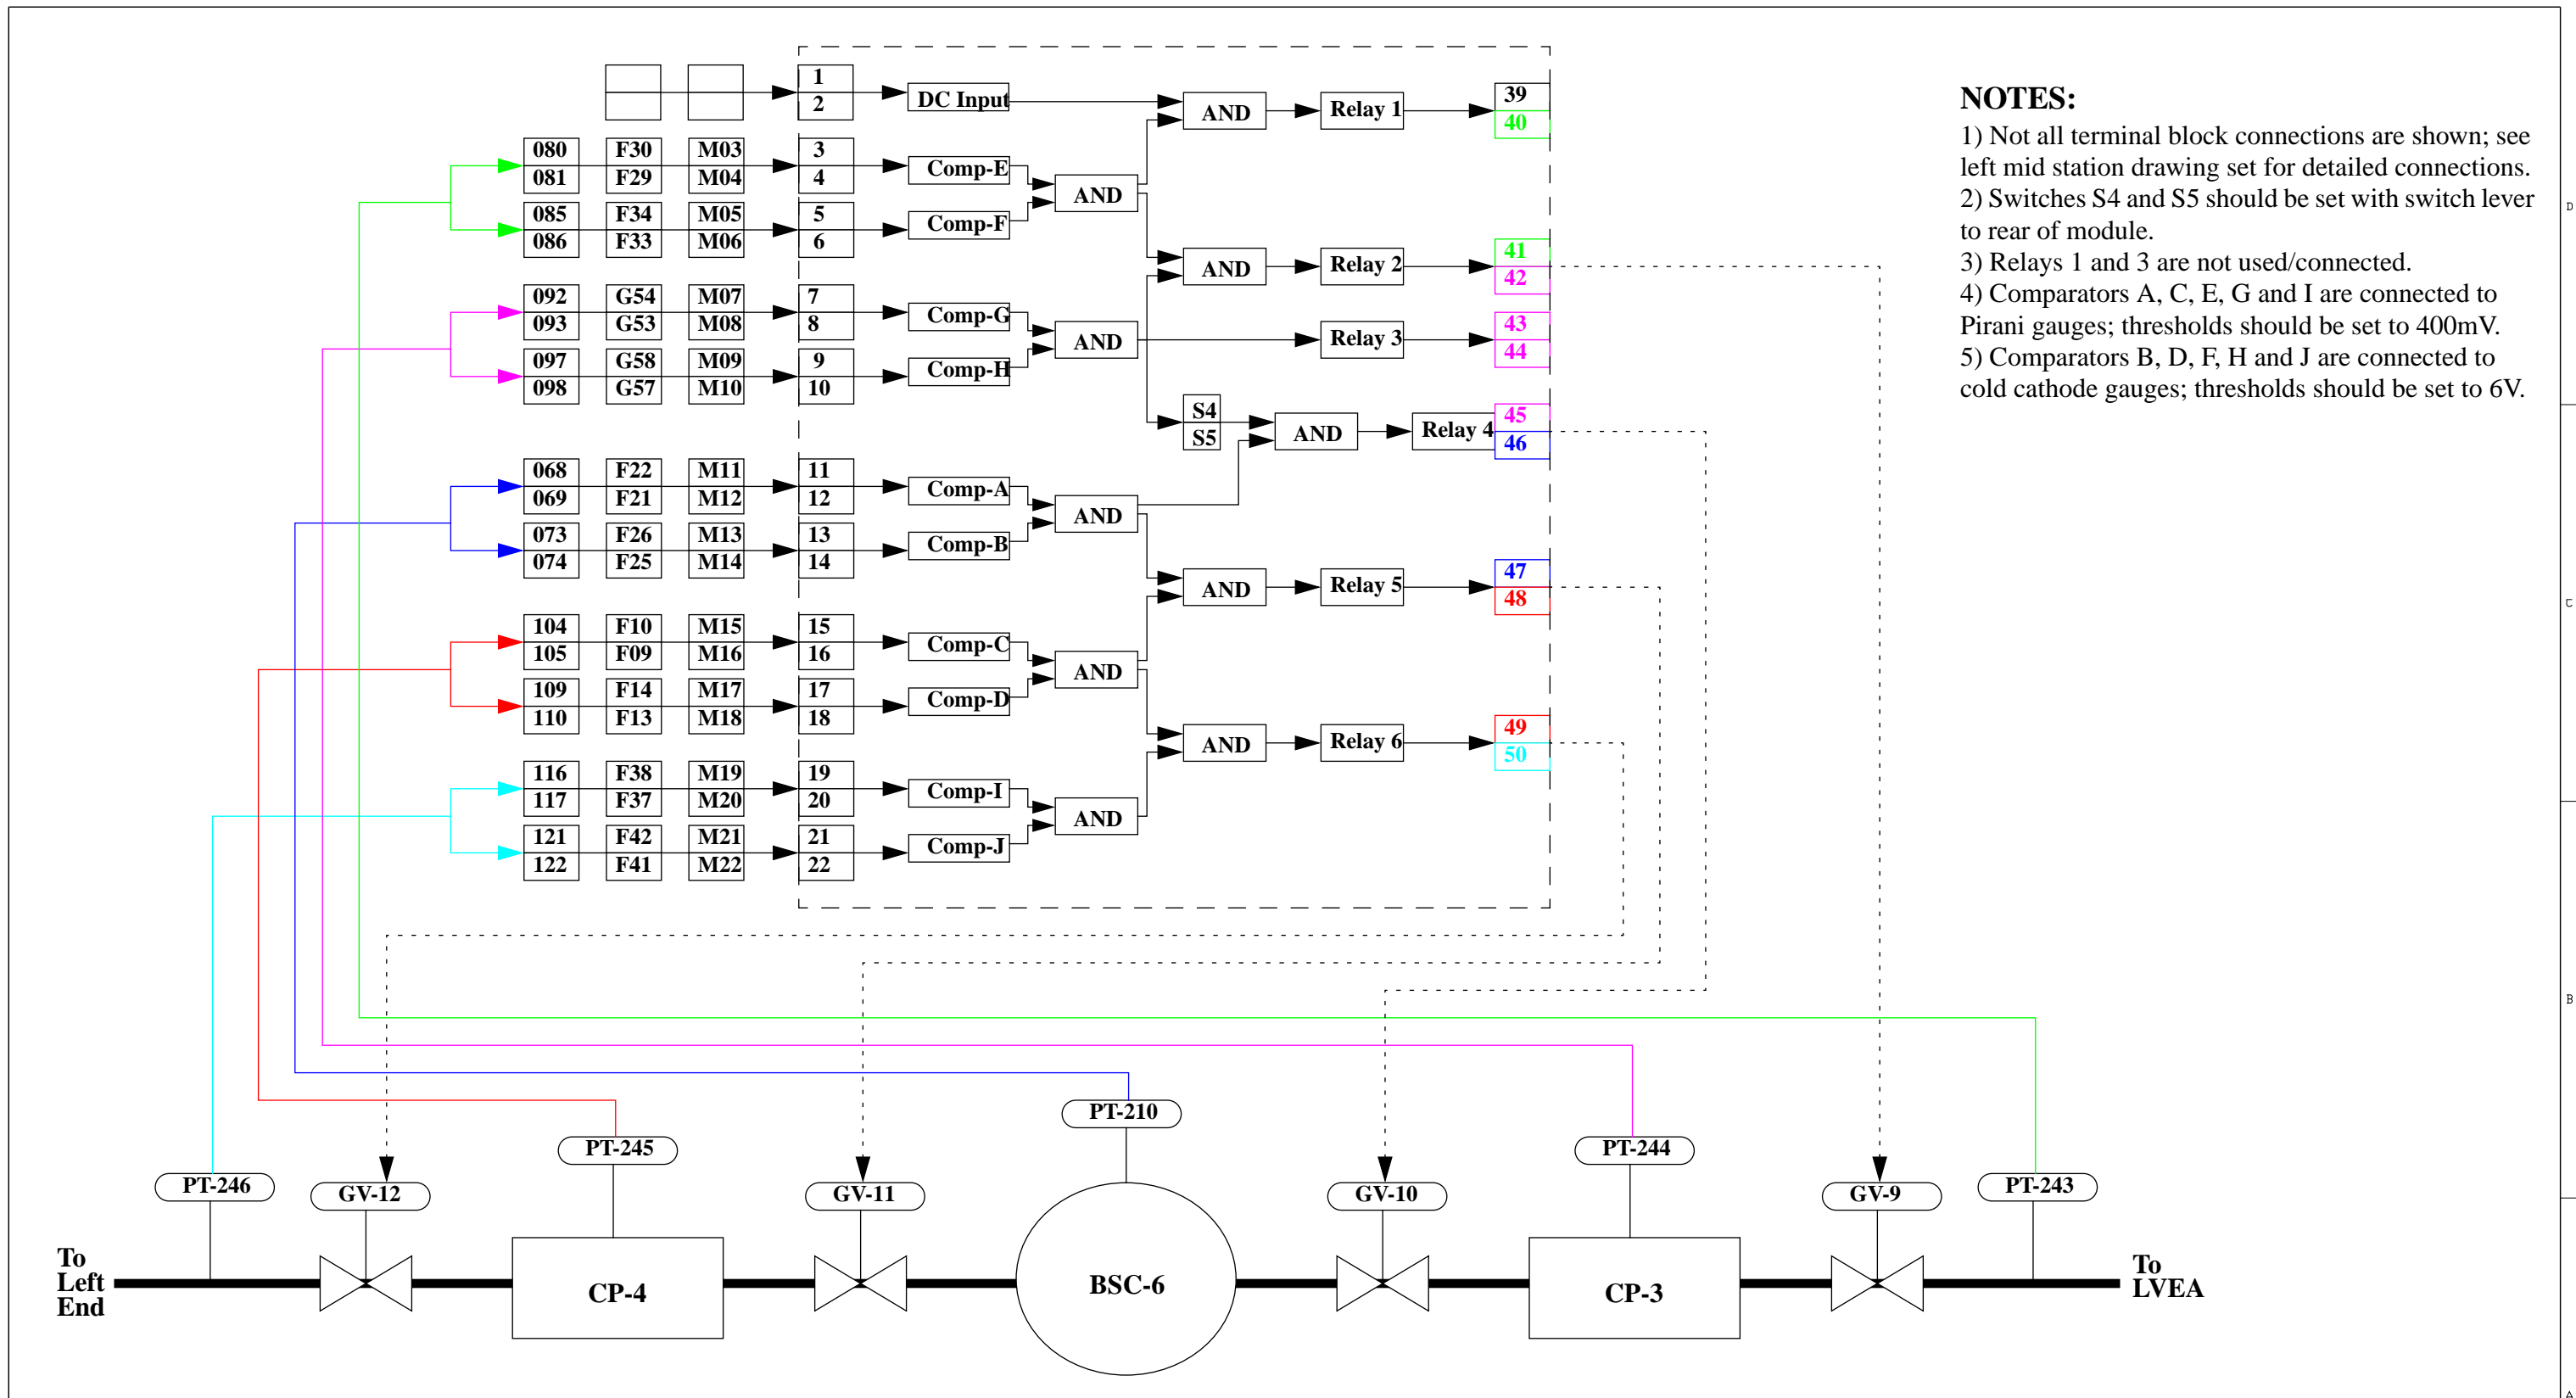 1
2
DC Input
AND
Relay 1
39
40
080 F30 M03 3
081 F29 M04 4
Comp-E
AND
085 F34 M05 5
086 F33 M06 6
Comp-F
AND
Relay 2
41
42
092 G54 M07 7
093 G53 M08 8
Comp-G
AND
Relay 3
43
44
097 G58 M09 9
098 G57 M10 10
Comp-H
S4
S5
AND
Relay 4
45
46
068 F22 M11 11
069 F21 M12 12
Comp-A
AND
073 F26 M13 13
074 F25 M14 14
Comp-B
AND
Relay 5
47
48
104 F10 M15 15
105 F09 M16 16
Comp-C
AND
109 F14 M17 17
110 F13 M18 18
Comp-D
AND
Relay 6
49
50
116 F38 M19 19
117 F37 M20 20
Comp-I
AND
121 F42 M21 21
122 F41 M22 22
Comp-J
NOTES:
1) Not all terminal block connections are shown; see
left mid station drawing set for detailed connections.
2) Switches S4 and S5 should be set with switch lever
to rear of module.
3) Relays 1 and 3 are not used/connected.
4) Comparators A, C, E, G and I are connected to
Pirani gauges; thresholds should be set to 400mV.
5) Comparators B, D, F, H and J are connected to
cold cathode gauges; thresholds should be set to 6V.
D
C
B
A
PT-210
PT-245
PT-244
PT-246
GV-12
GV-11
GV-10
GV-9
PT-243
To
Left
End
CP-4
BSC-6
CP-3
To
LVEA